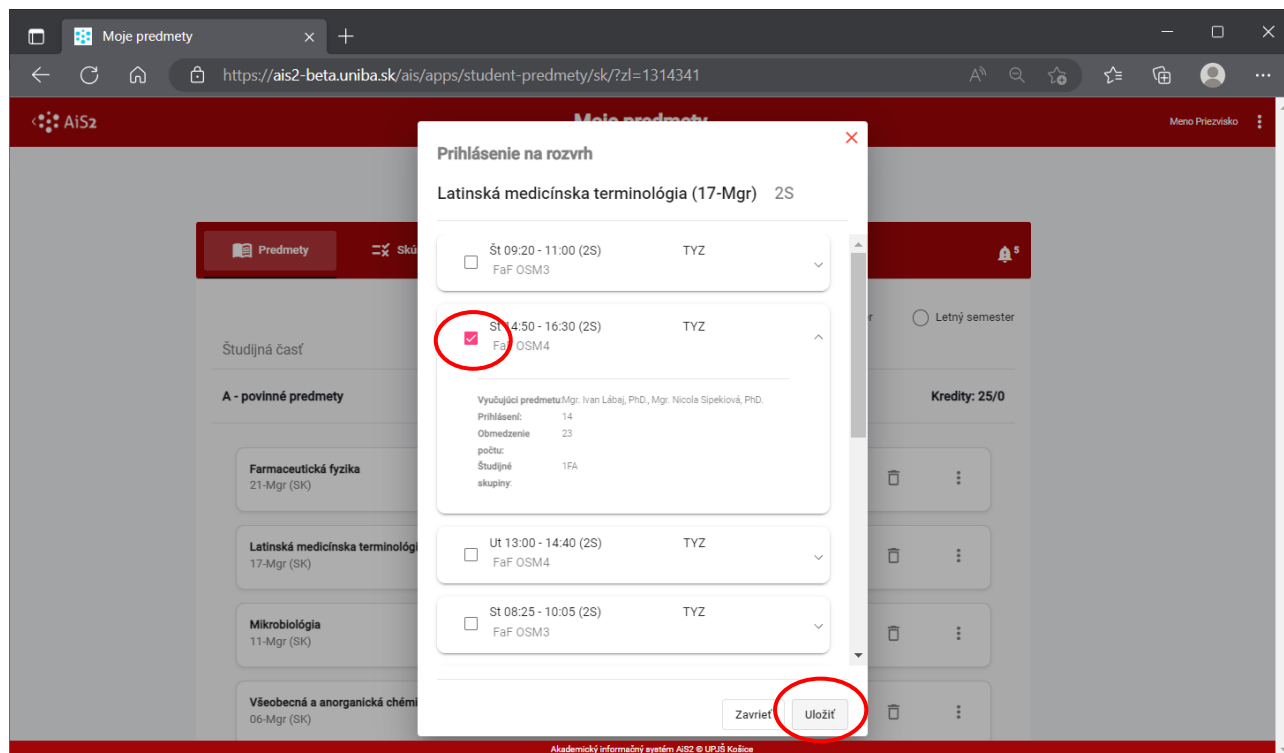 Moje predmety
https://ais2-beta.uniba.sk/ais/apps/student-predmety/sk/?zl=1314341
AiS2
Moje predmety
Meno Priezvisko
Prihlásenie na rozvrh
Latinská medicínska terminológia (17-Mgr) 2S
Predmety
Skú
5
Št 09:20 - 11:00 (2S) TYZ
FaF OSM3
St 14:50 - 16:30 (2S) TYZ
FaF OSM4
Letný semester
Študijná časť
A - povinné predmety
Kredity: 25/0
Vyučujúci predmetu: Mgr. Ivan Lábaj, PhD., Mgr. Nicola Sipekiová, PhD.
Prihlásení: 14
Obmedzenie 23
počtu:
Študijné 1FA
skupiny:
Farmaceutická fyzika
21-Mgr (SK)
Ut 13:00 - 14:40 (2S) TYZ
FaF OSM4
Latinská medicínska terminológi
17-Mgr (SK)
St 08:25 - 10:05 (2S) TYZ
FaF OSM3
Mikrobiológia
11-Mgr (SK)
Všeobecná a anorganická chémi
06-Mgr (SK)
Zavrieť
Uložiť
Akademický informačný systém AiS2 © UPJŠ Košice